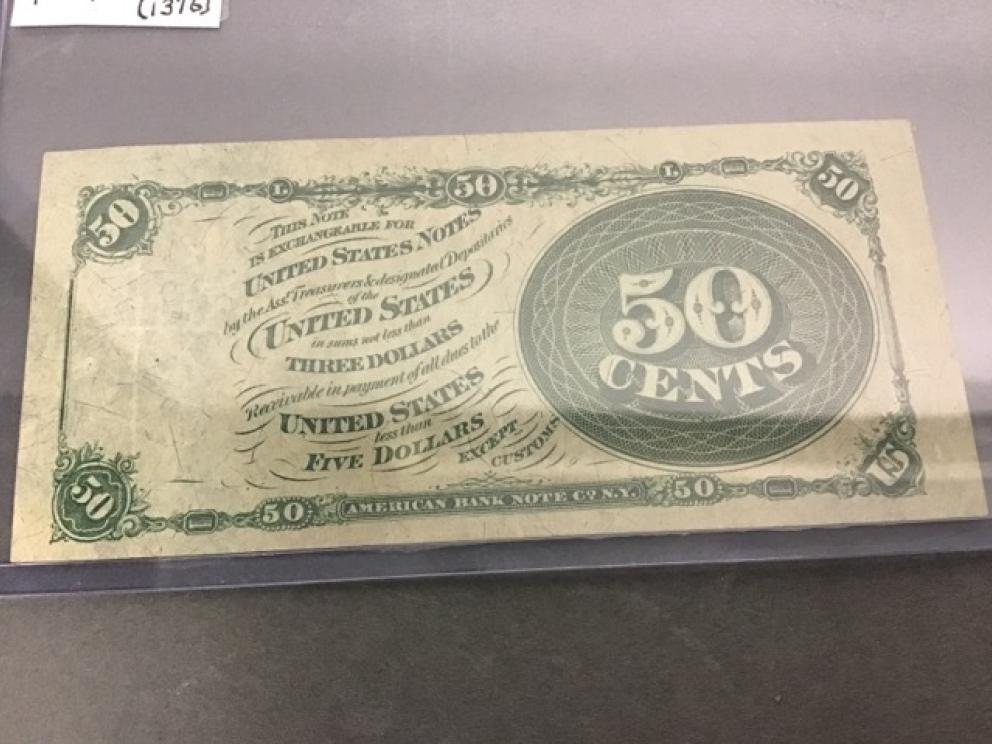 (1376)
50
L
50
L
50
THIS NOTE
IS EXCHANGEABLE FOR
UNITED STATES NOTES
by the Asst. Treasurers & designated Depositaries
of the
UNITED STATES
in sums not less than
THREE DOLLARS
Receivable in payment of all dues to the
UNITED STATES
less than
FIVE DOLLARS
EXCEPT
CUSTOMS
50
CENTS
50
50
AMERICAN BANK NOTE Co. N.Y.
50
50